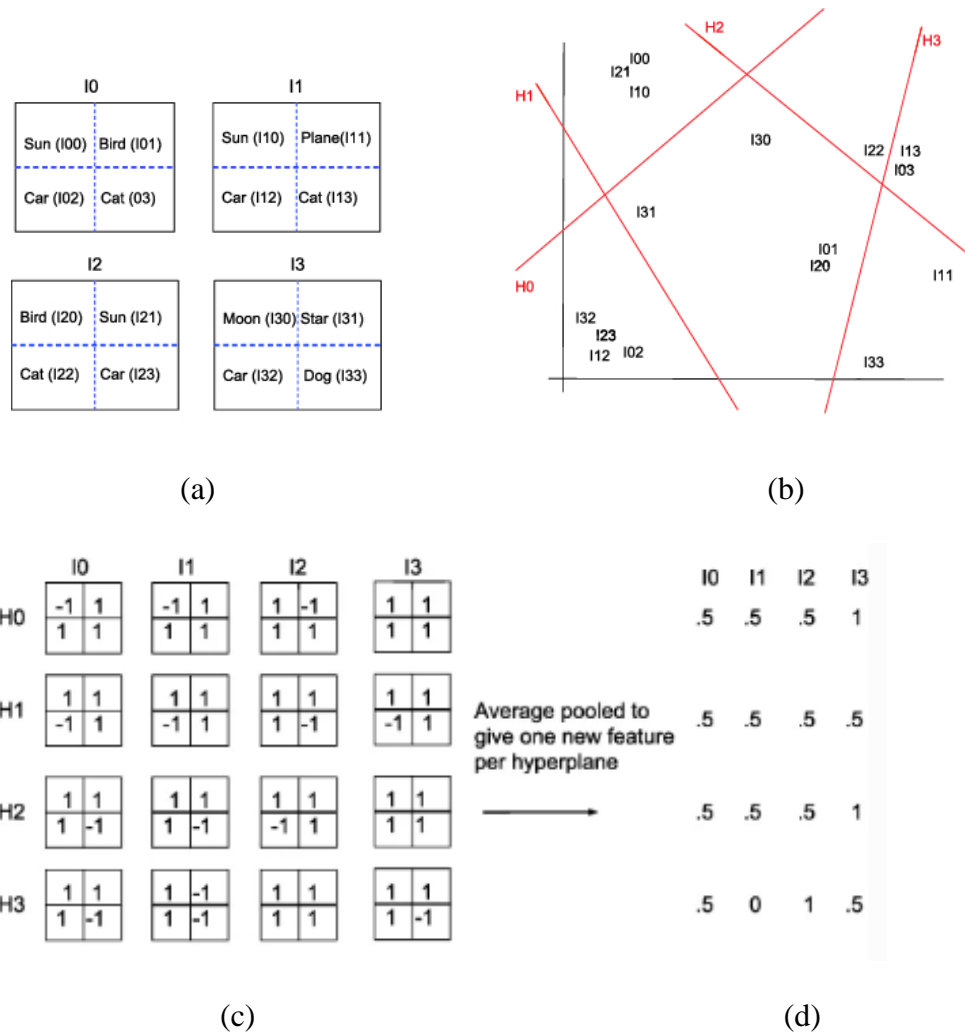 I0 I1
Sun (I00) Bird (I01) Sun (I10) Plane(I11)
Car (I02) Cat (03) Car (I12) Cat (I13)
I2 I3
Bird (I20) Sun (I21) Moon (I30) Star (I31)
Cat (I22) Car (I23) Car (I32) Dog (I33)
(a)
H2
H3
I00
I21
I10
H1
I30
I22 I13
I03
I31
I01
I20
I11
H0
I32
I23
I12 I02
I33
(b)
I0 I1 I2 I3
H0 -1 1 -1 1 1 -1 1 1
1 1 1 1 1 1 1 1
H1 1 1 1 1 1 1 1 1
-1 1 -1 1 1 -1 -1 1
H2 1 1 1 1 1 1 1 1
1 -1 1 -1 -1 1 1 1
H3 1 1 1 -1 1 1 1 1
1 -1 1 -1 1 1 1 -1
(c)
Average pooled to
give one new feature
per hyperplane
I0 I1 I2 I3
.5 .5 .5 1
.5 .5 .5 .5
.5 .5 .5 1
.5 0 1 .5
(d)